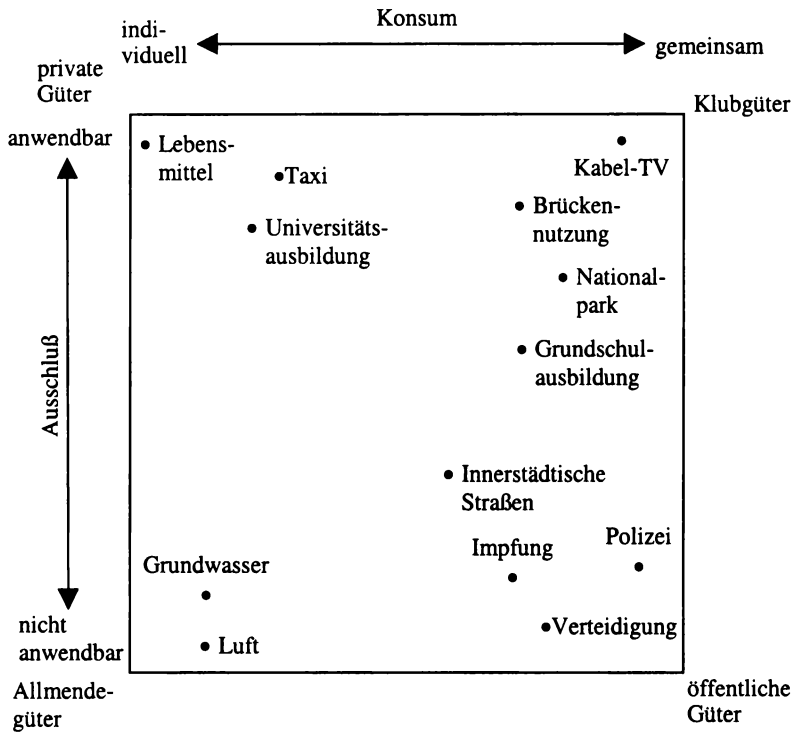 Konsum
indi-
viduell
gemeinsam
private
Güter
Klubgüter
anwendbar
Lebens-
mittel
Taxi
Kabel-TV
Universitäts-
ausbildung
Brücken-
nutzung
National-
park
Grundschul-
ausbildung
Ausschluß
Innerstädtische
Straßen
Impfung
Polizei
Grundwasser
Verteidigung
Luft
nicht
anwendbar
Allmende-
güter
öffentliche
Güter